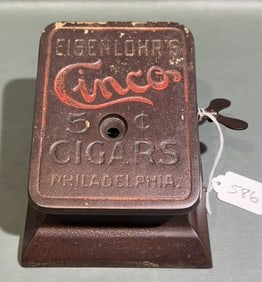 EISENLOHR'S
Cincos
5 ¢
CIGARS
PHILADELPHIA.
586